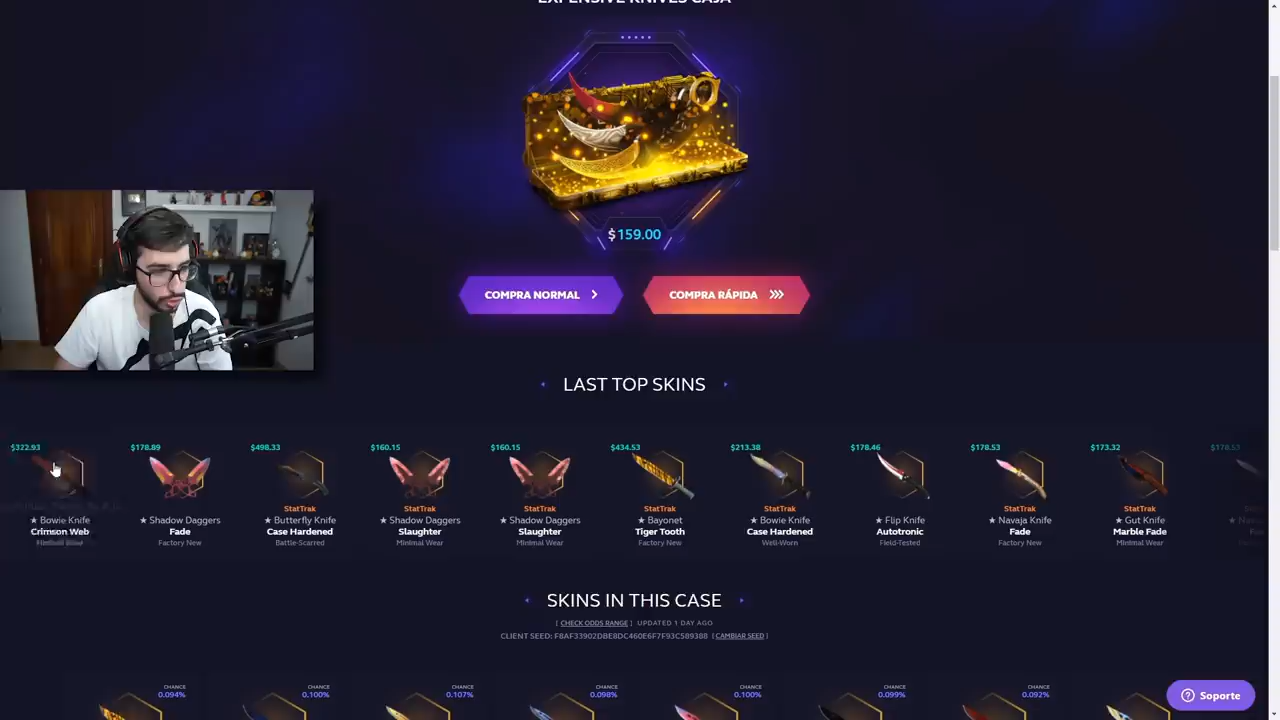 EXPENSIVE KNIVES CAJA
$159.00
COMPRA NORMAL
COMPRA RÁPIDA
LAST TOP SKINS
$322.93
★ Bowie Knife
Crimson Web
$178.89
★ Shadow Daggers
Fade
Factory New
$498.33
StatTrak
★ Butterfly Knife
Case Hardened
Battle-Scarred
$160.15
StatTrak
★ Shadow Daggers
Slaughter
Minimal Wear
$160.15
StatTrak
★ Shadow Daggers
Slaughter
Minimal Wear
$434.53
StatTrak
★ Bayonet
Tiger Tooth
Factory New
$213.38
StatTrak
★ Bowie Knife
Case Hardened
Well-Worn
$178.46
★ Flip Knife
Autotronic
Field-Tested
$178.53
StatTrak
★ Navaja Knife
Fade
Factory New
$173.32
StatTrak
★ Gut Knife
Marble Fade
Minimal Wear
$178.53
SKINS IN THIS CASE
[ CHECK ODDS RANGE ] UPDATED 1 DAY AGO
CLIENT SEED: F8AF33902DBE8DC460E6F7F93C589388 [ CAMBIAR SEED ]
CHANCE
0.094%
CHANCE
0.100%
CHANCE
0.107%
CHANCE
0.098%
CHANCE
0.100%
CHANCE
0.099%
CHANCE
0.092%
Soporte